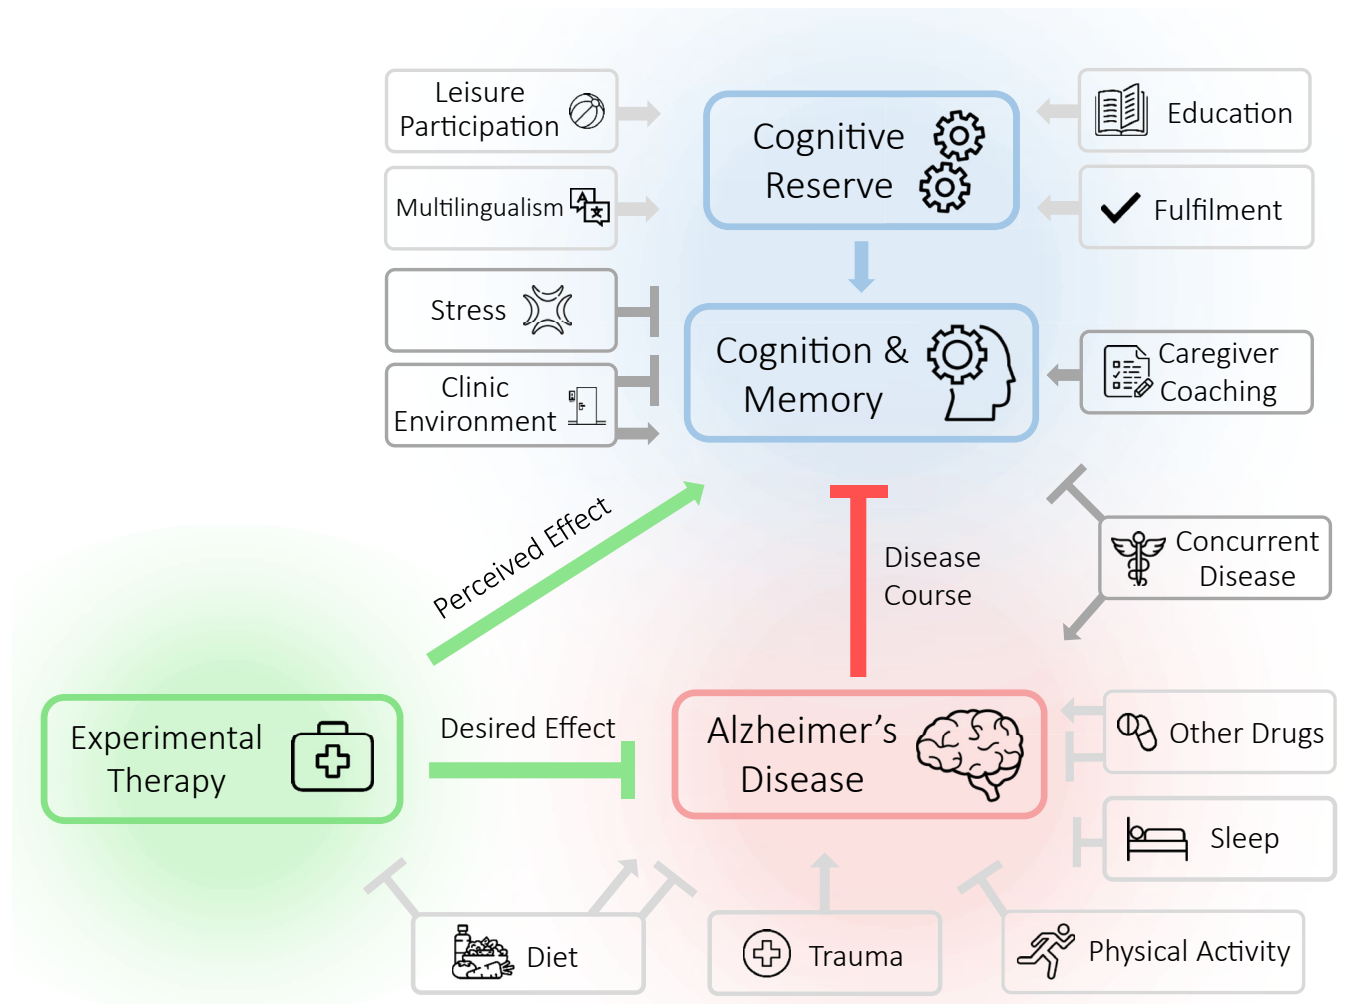 Leisure
Participation
Multilingualism
Stress
Clinic
Environment
Cognitive
Reserve
Cognition &
Memory
Education
Fulfilment
Caregiver
Coaching
Perceived Effect
Disease
Course
Concurrent
Disease
Experimental
Therapy
Desired Effect
Alzheimer’s
Disease
Other Drugs
Sleep
Diet
Trauma
Physical Activity